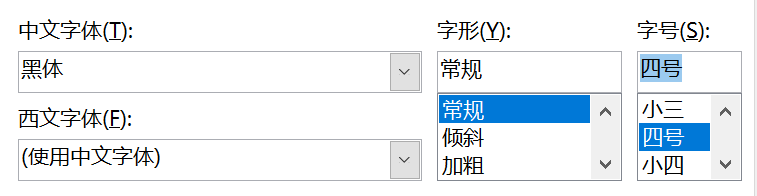 中文字体(T): 字形(Y): 字号(S):
黑体 常规 四号
常规 小三
西文字体(F): 倾斜 四号
(使用中文字体) 加粗 小四